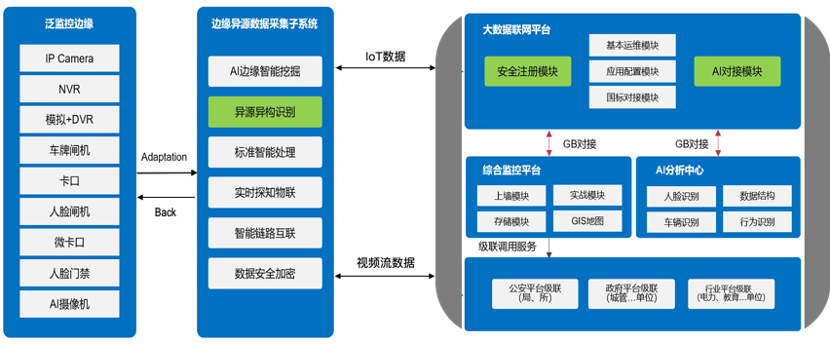 泛监控边缘
IP Camera
NVR
模拟+DVR
车牌闸机
卡口
人脸闸机
微卡口
人脸门禁
AI摄像机
Adaptation
Back
边缘异源数据采集子系统
AI边缘智能挖掘
异源异构识别
标准智能处理
实时探知物联
智能链路互联
数据安全加密
IoT数据
视频流数据
大数据联网平台
安全注册模块
基本运维模块
应用配置模块
国标对接模块
AI对接模块
GB对接
GB对接
综合监控平台
上墙模块
实战模块
存储模块
GIS地图
AI分析中心
人脸识别
数据结构
车辆识别
行为识别
级联调用服务
公安平台级联
(局、所)
政府平台级联
(城管...单位)
行业平台级联
(电力、教育...单位)